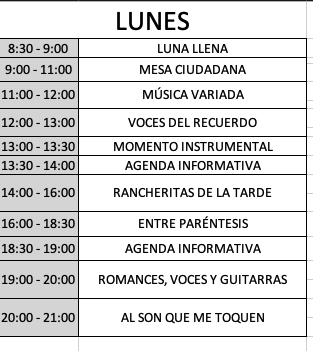 LUNES
8:30 - 9:00 LUNA LLENA
9:00 - 11:00 MESA CIUDADANA
11:00 - 12:00 MÚSICA VARIADA
12:00 - 13:00 VOCES DEL RECUERDO
13:00 - 13:30 MOMENTO INSTRUMENTAL
13:30 - 14:00 AGENDA INFORMATIVA
14:00 - 16:00 RANCHERITAS DE LA TARDE
16:00 - 18:30 ENTRE PARÉNTESIS
18:30 - 19:00 AGENDA INFORMATIVA
19:00 - 20:00 ROMANCES, VOCES Y GUITARRAS
20:00 - 21:00 AL SON QUE ME TOQUEN